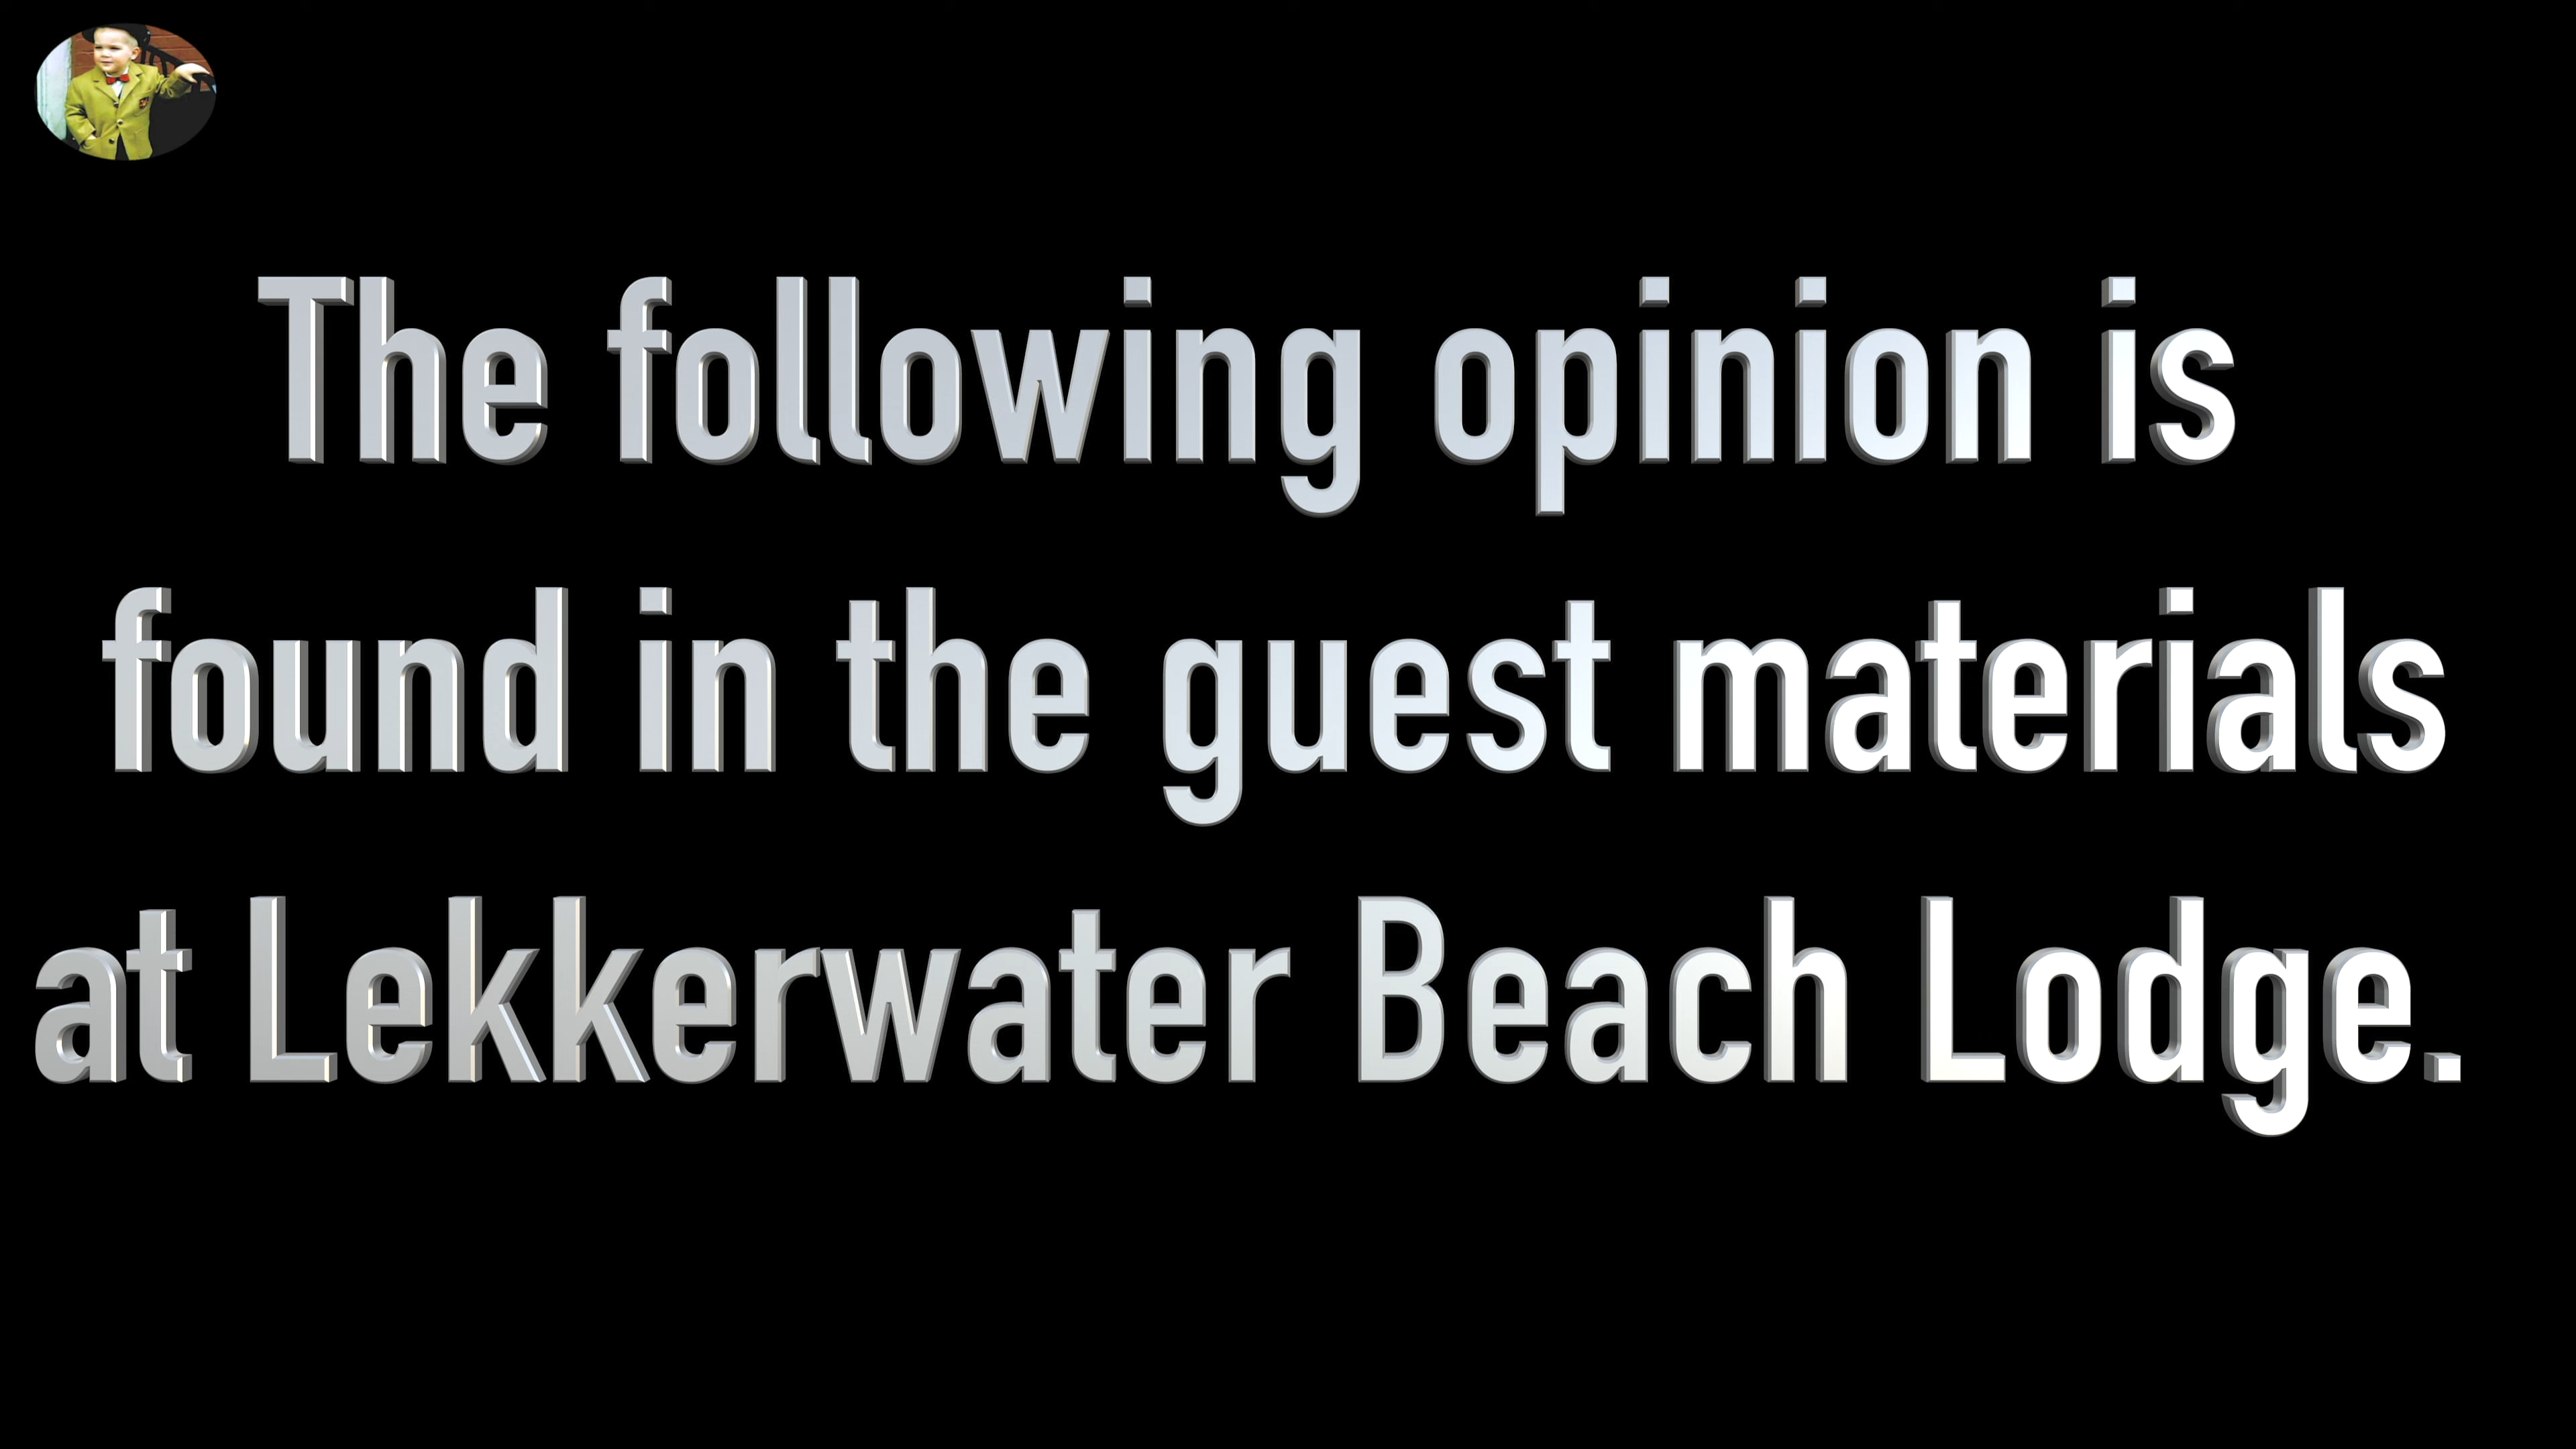 The following opinion is
found in the guest materials
at Lekkerwater Beach Lodge.